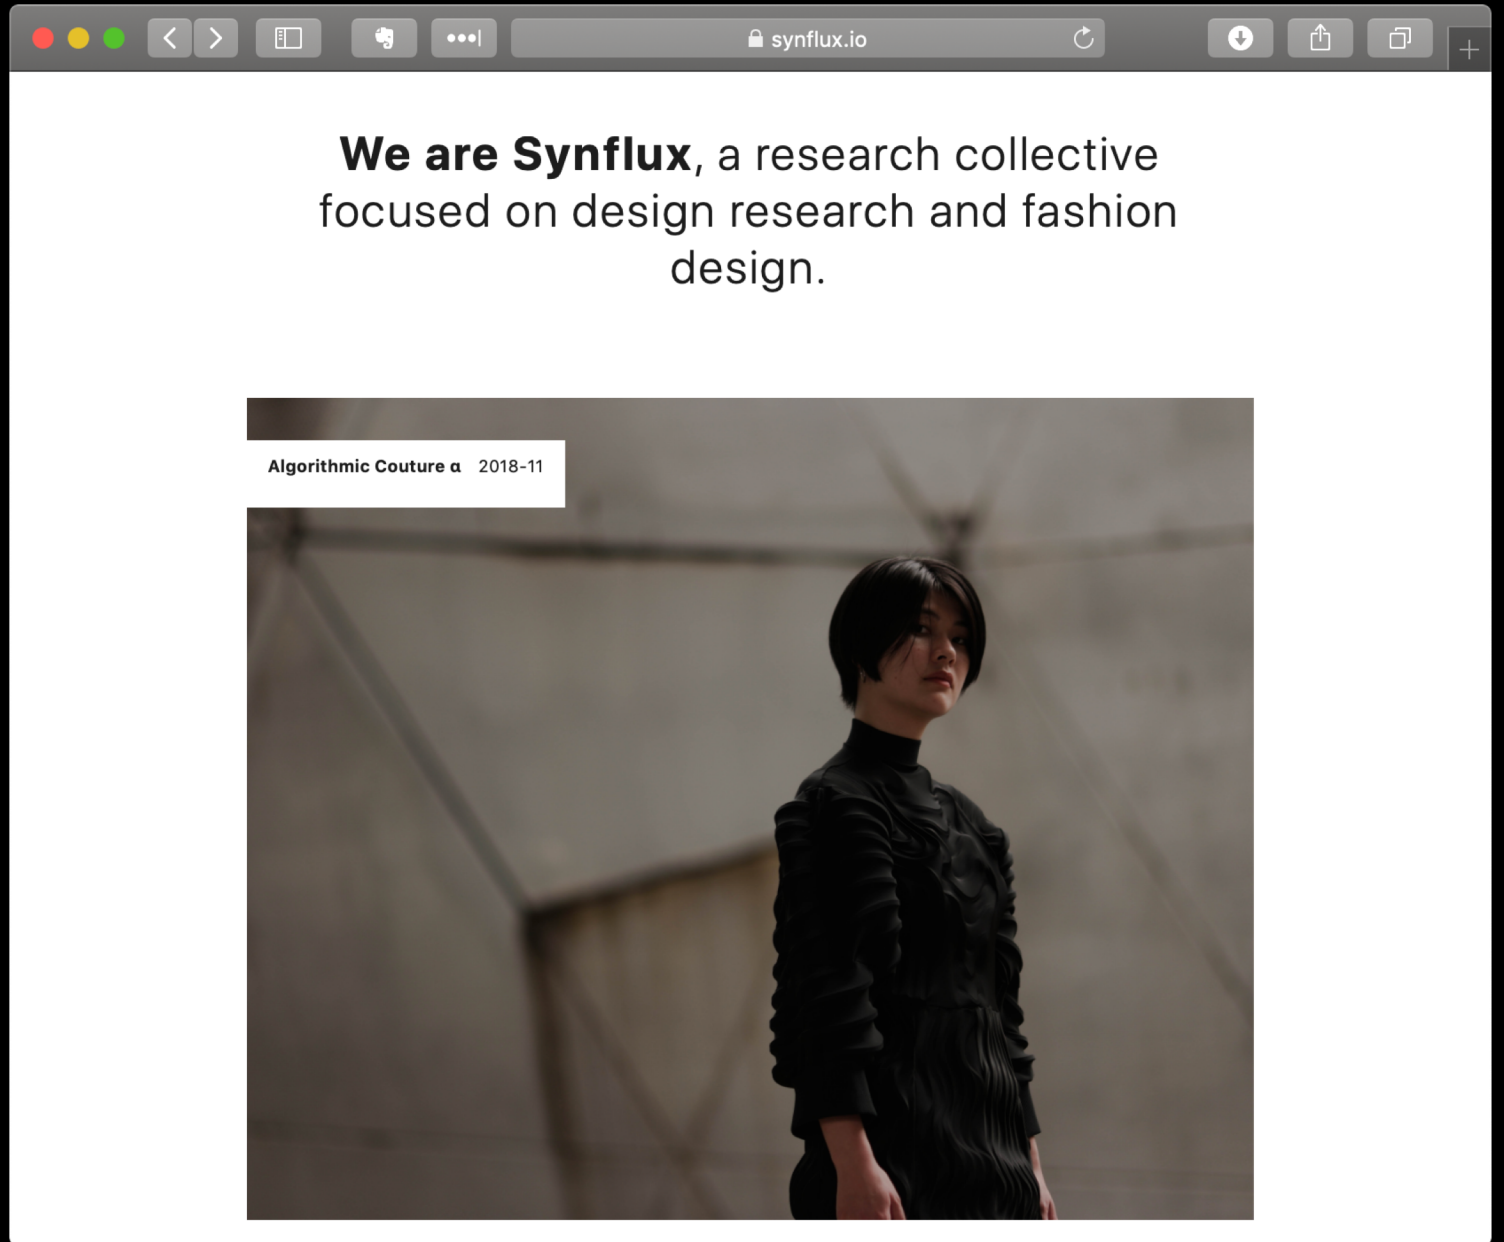 synflux.io
We are Synflux, a research collective
focused on design research and fashion
design.
Algorithmic Couture α 2018-11